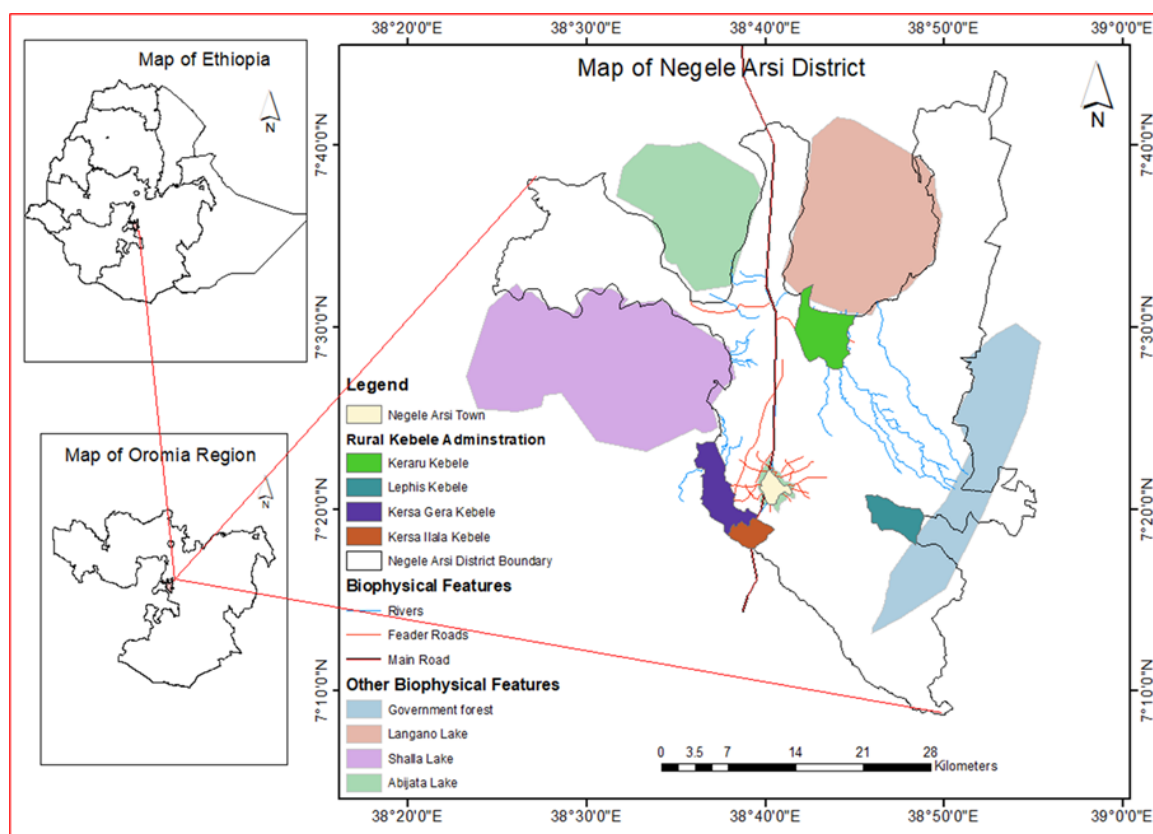 Map of Ethiopia
N
Map of Oromia Region
N
38°20'0"E 38°30'0"E 38°40'0"E 38°50'0"E 39°0'0"E
Map of Negele Arsi District
N
7°40'0"N 7°40'0"N
7°30'0"N 7°30'0"N
7°20'0"N 7°20'0"N
7°10'0"N 7°10'0"N
Legend
Negele Arsi Town
Rural Kebele Adminstration
Keraru Kebele
Lephis Kebele
Kersa Gera Kebele
Kersa Ilala Kebele
Negele Arsi District Boundary
Biophysical Features
Rivers
Feader Roads
Main Road
Other Biophysical Features
Government forest
Langano Lake
Shalla Lake
Abijata Lake
0 3.5 7 14 21 28
Kilometers
38°20'0"E 38°30'0"E 38°40'0"E 38°50'0"E 39°0'0"E